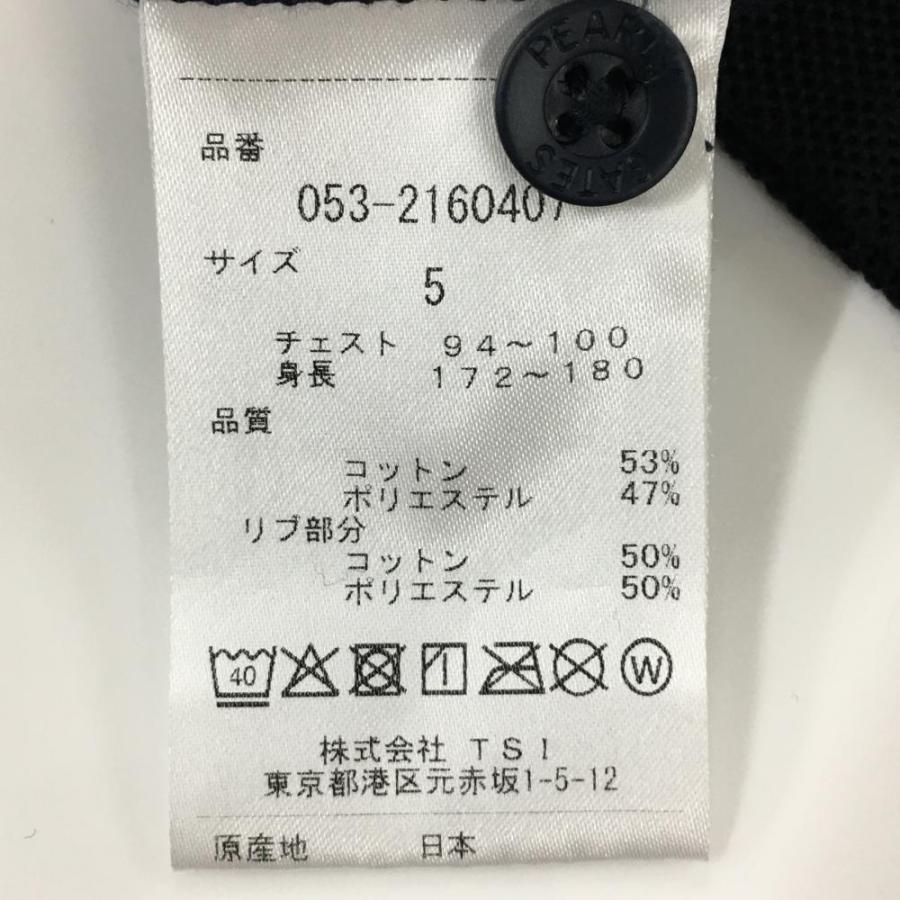 PEARLY
GATES
品番
053-2160407
サイズ
5
チェスト 94～100
身長 172～180
品質
コットン 53%
ポリエステル 47%
リブ部分
コットン 50%
ポリエステル 50%
40
W
株式会社 TSI
東京都港区元赤坂1-5-12
原産地 日本